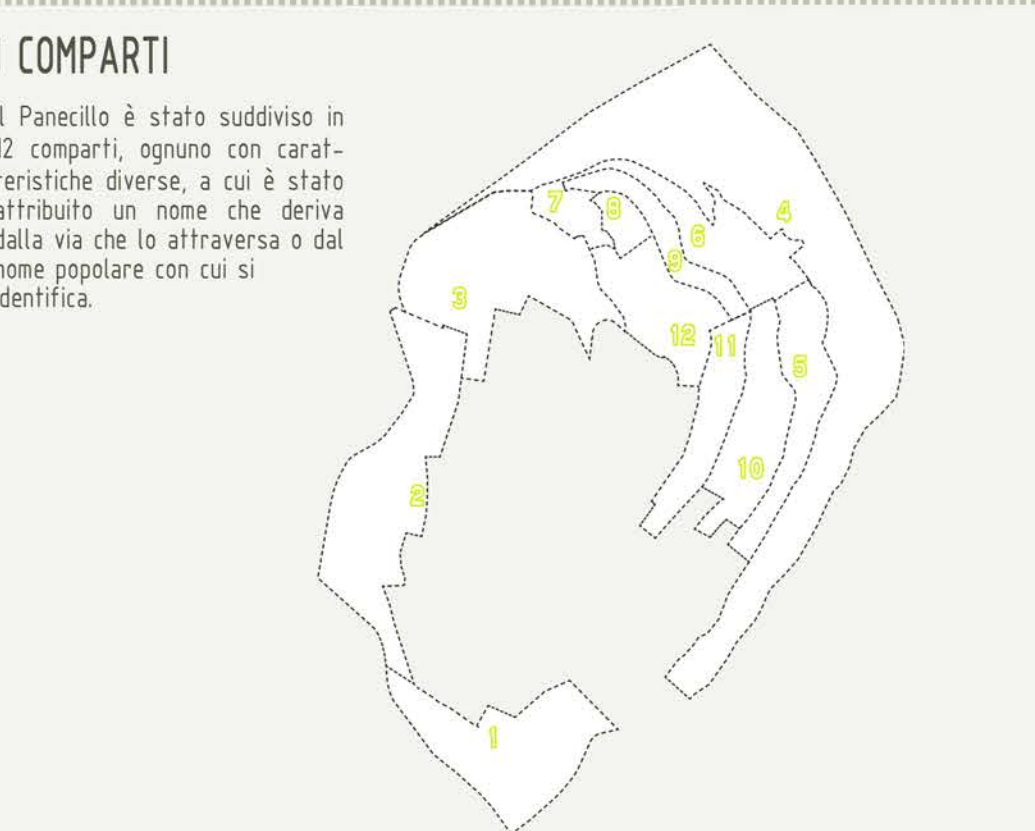 COMPARTI
l Panecillo è stato suddiviso in
12 comparti, ognuno con carat-
teristiche diverse, a cui è stato
attribuito un nome che deriva
dalla via che lo attraversa o dal
nome popolare con cui si
identifica.
7
8
4
6
9
3
12
11
5
10
2
1